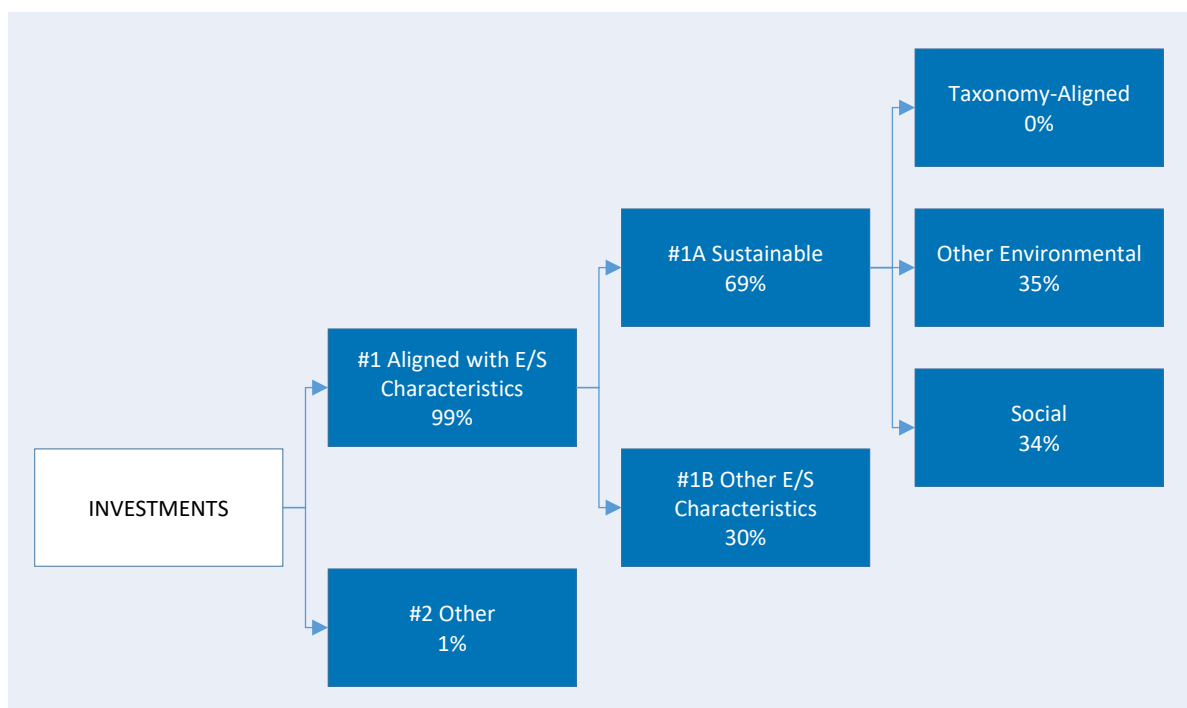 INVESTMENTS
#1 Aligned with E/S
Characteristics
99%
#2 Other
1%
#1A Sustainable
69%
#1B Other E/S
Characteristics
30%
Taxonomy-Aligned
0%
Other Environmental
35%
Social
34%